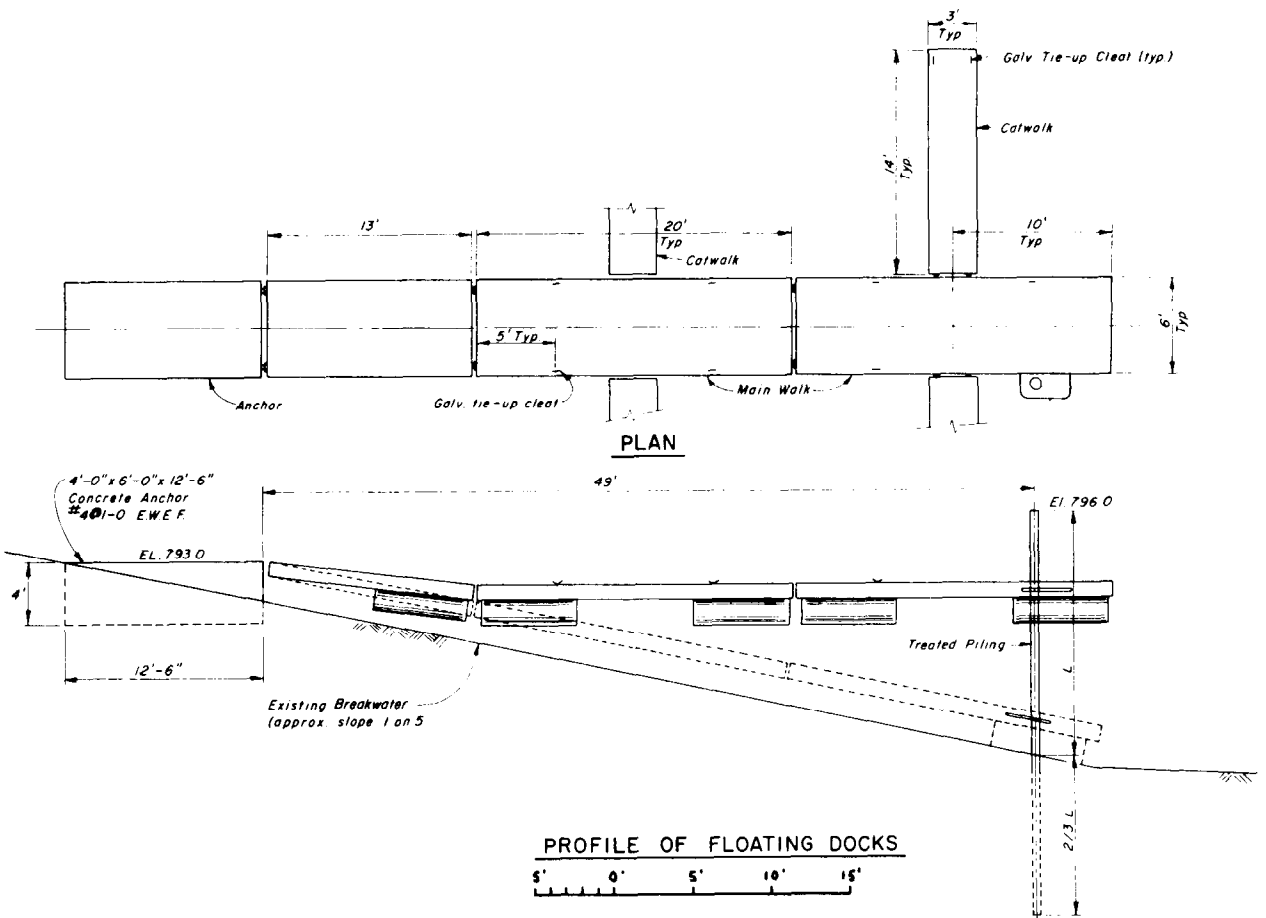 3'
Typ
Galv Tie-up Cleat (typ.)
Catwalk
14'
Typ
13'
20'
Typ
Catwalk
10'
Typ
5' Typ
6'
Typ
Anchor
Galv. tie-up cleat
Main Walk
PLAN
4'-0" x 6'-0" x 12'-6"
Concrete Anchor
#4@1-0 E.W.E.F.
49'
El. 796.0
EL. 793.0
4'
12'-6"
Treated Piling
L
Existing Breakwater
(approx. slope 1 on 5
2/3 L
PROFILE OF FLOATING DOCKS
5' 0' 5' 10' 15'